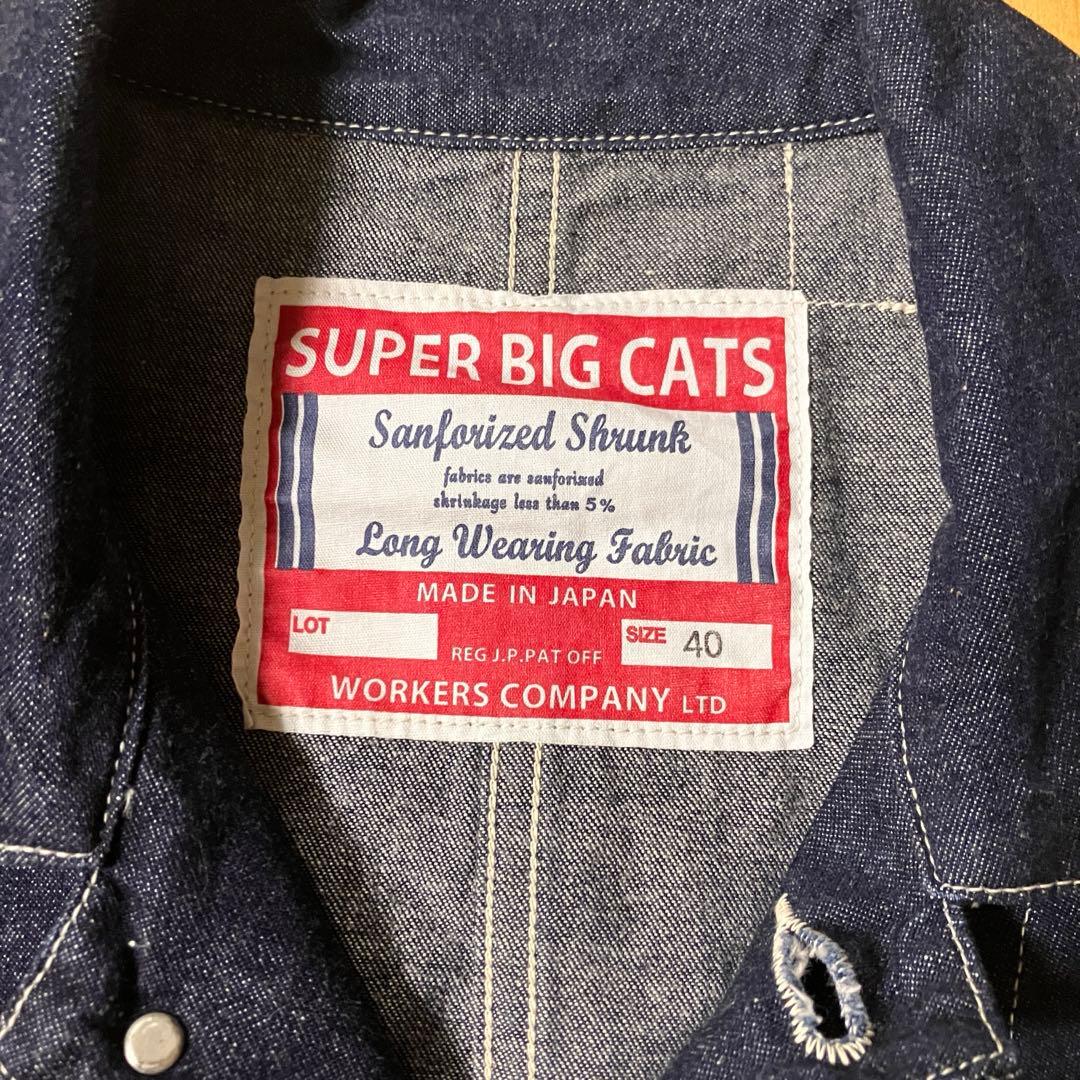 SUPER BIG CATS
Sanforized Shrunk
fabrics are sanforized
shrinkage less than 5%
Long Wearing Fabric
MADE IN JAPAN
LOT
REG J.P.PAT OFF
SIZE 40
WORKERS COMPANY LTD